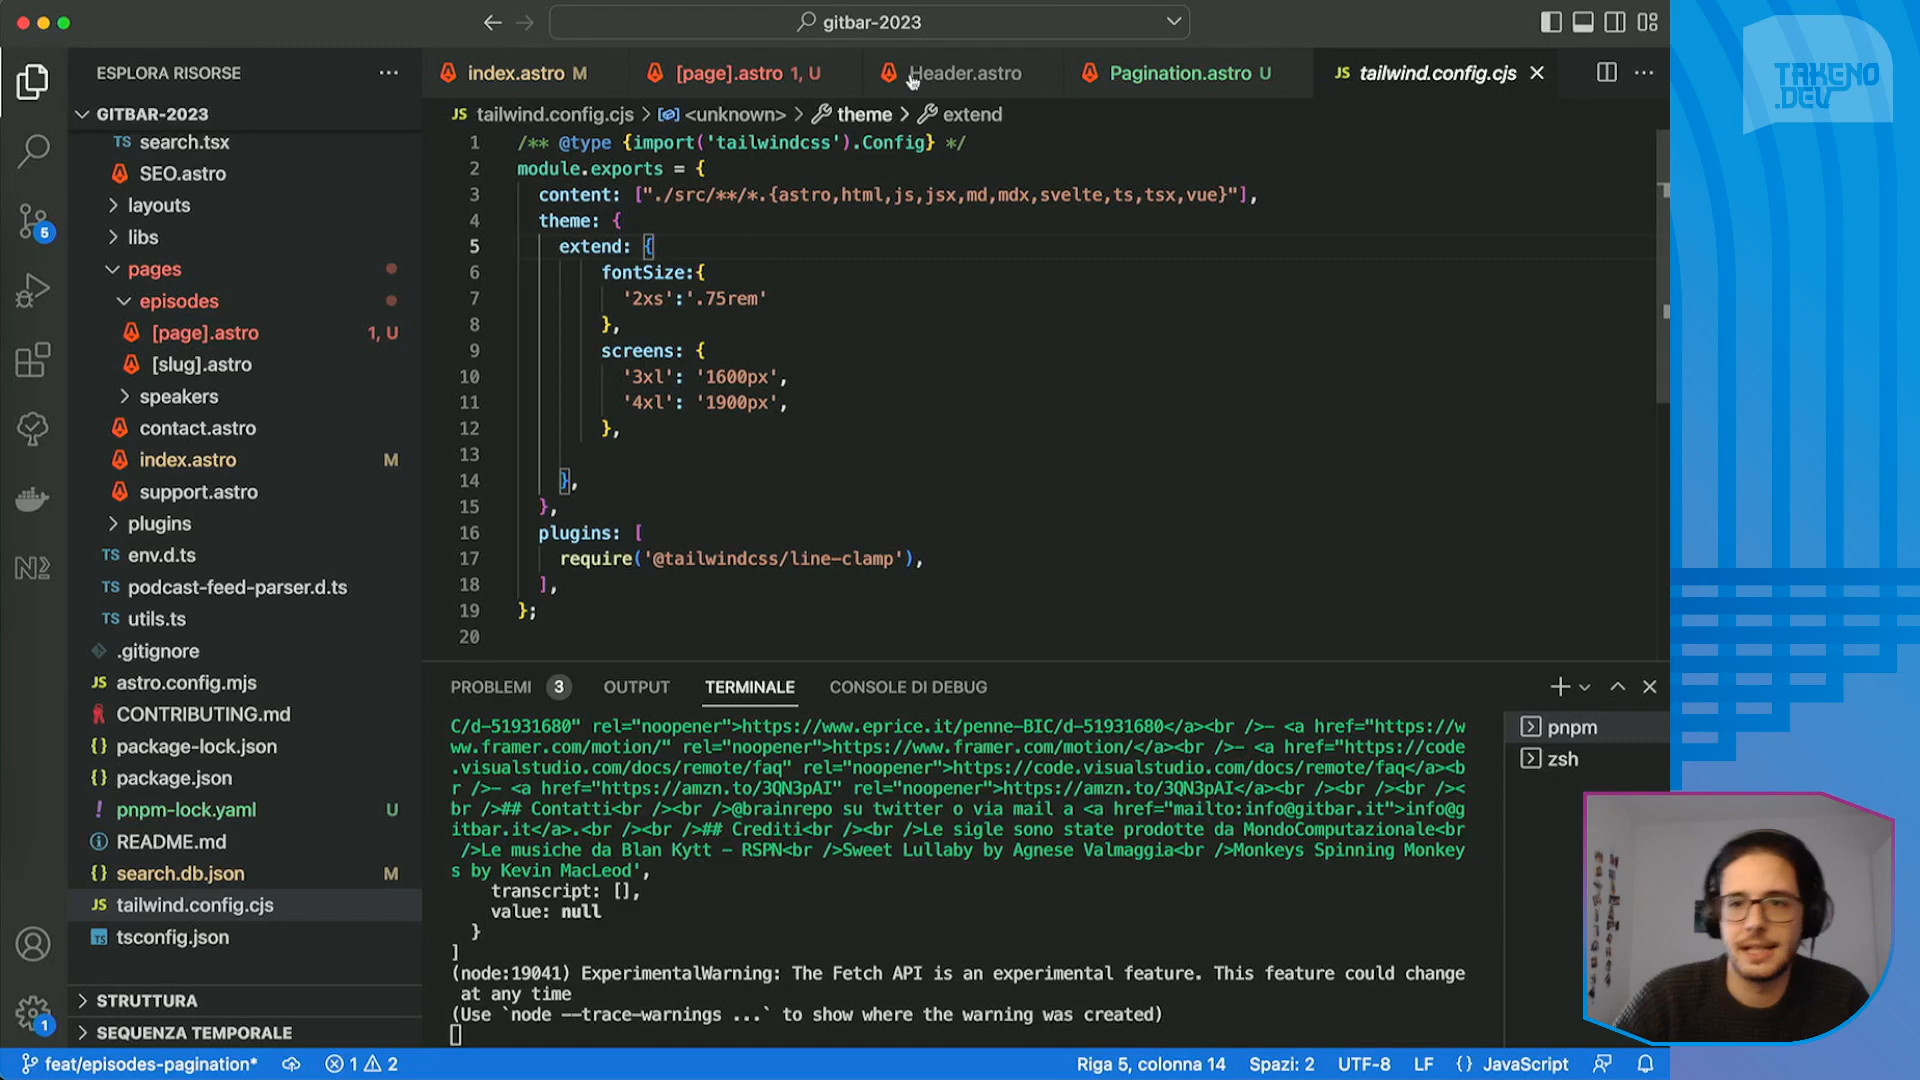 gitbar-2023
TAKENO
.DEV
ESPLORA RISORSE
GITBAR-2023
TS search.tsx
SEO.astro
layouts
libs
pages
episodes
[page].astro 1, U
[slug].astro
speakers
contact.astro
index.astro M
support.astro
plugins
TS env.d.ts
TS podcast-feed-parser.d.ts
TS utils.ts
.gitignore
JS astro.config.mjs
CONTRIBUTING.md
{} package-lock.json
{} package.json
! pnpm-lock.yaml U
README.md
{} search.db.json M
JS tailwind.config.cjs
TS tsconfig.json
STRUTTURA
SEQUENZA TEMPORALE
5
1
index.astro M
[page].astro 1, U
Header.astro
Pagination.astro U
JS tailwind.config.cjs
JS tailwind.config.cjs > <unknown> > theme > extend
1 /** @type {import('tailwindcss').Config} */
2 module.exports = {
3 content: ["./src/**/*.{astro,html,js,jsx,md,mdx,svelte,ts,tsx,vue}"],
4 theme: {
5 extend: {
6 fontSize:{
7 '2xs':'.75rem'
8 },
9 screens: {
10 '3xl': '1600px',
11 '4xl': '1900px',
12 },
13
14 },
15 },
16 plugins: [
17 require('@tailwindcss/line-clamp'),
18 ],
19 };
20
PROBLEMI 3 OUTPUT TERMINALE CONSOLE DI DEBUG
C/d-51931680" rel="noopener">https://www.eprice.it/penne-BIC/d-51931680</a><br />- <a href="https://w
ww.framer.com/motion/" rel="noopener">https://www.framer.com/motion/</a><br />- <a href="https://code
.visualstudio.com/docs/remote/faq" rel="noopener">https://code.visualstudio.com/docs/remote/faq</a><b
r />- <a href="https://amzn.to/3QN3pAI" rel="noopener">https://amzn.to/3QN3pAI</a><br /><br /><br /><
br />## Contatti<br /><br />@brainrepo su twitter o via mail a <a href="mailto:info@gitbar.it">info@g
itbar.it</a>.<br /><br />## Crediti<br /><br />Le sigle sono state prodotte da MondoComputazionale<br
/>Le musiche da Blan Kytt - RSPN<br />Sweet Lullaby by Agnese Valmaggia<br />Monkeys Spinning Monkey
s by Kevin MacLeod',
transcript: [],
value: null
}
]
(node:19041) ExperimentalWarning: The Fetch API is an experimental feature. This feature could change
at any time
(Use `node --trace-warnings ...` to show where the warning was created)
pnpm
zsh
feat/episodes-pagination* 1 2
Riga 5, colonna 14 Spazi: 2 UTF-8 LF {} JavaScript